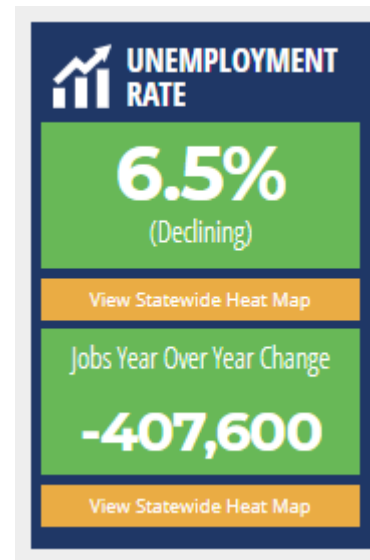 UNEMPLOYMENT
RATE
6.5%
(Declining)
View Statewide Heat Map
Jobs Year Over Year Change
-407,600
View Statewide Heat Map